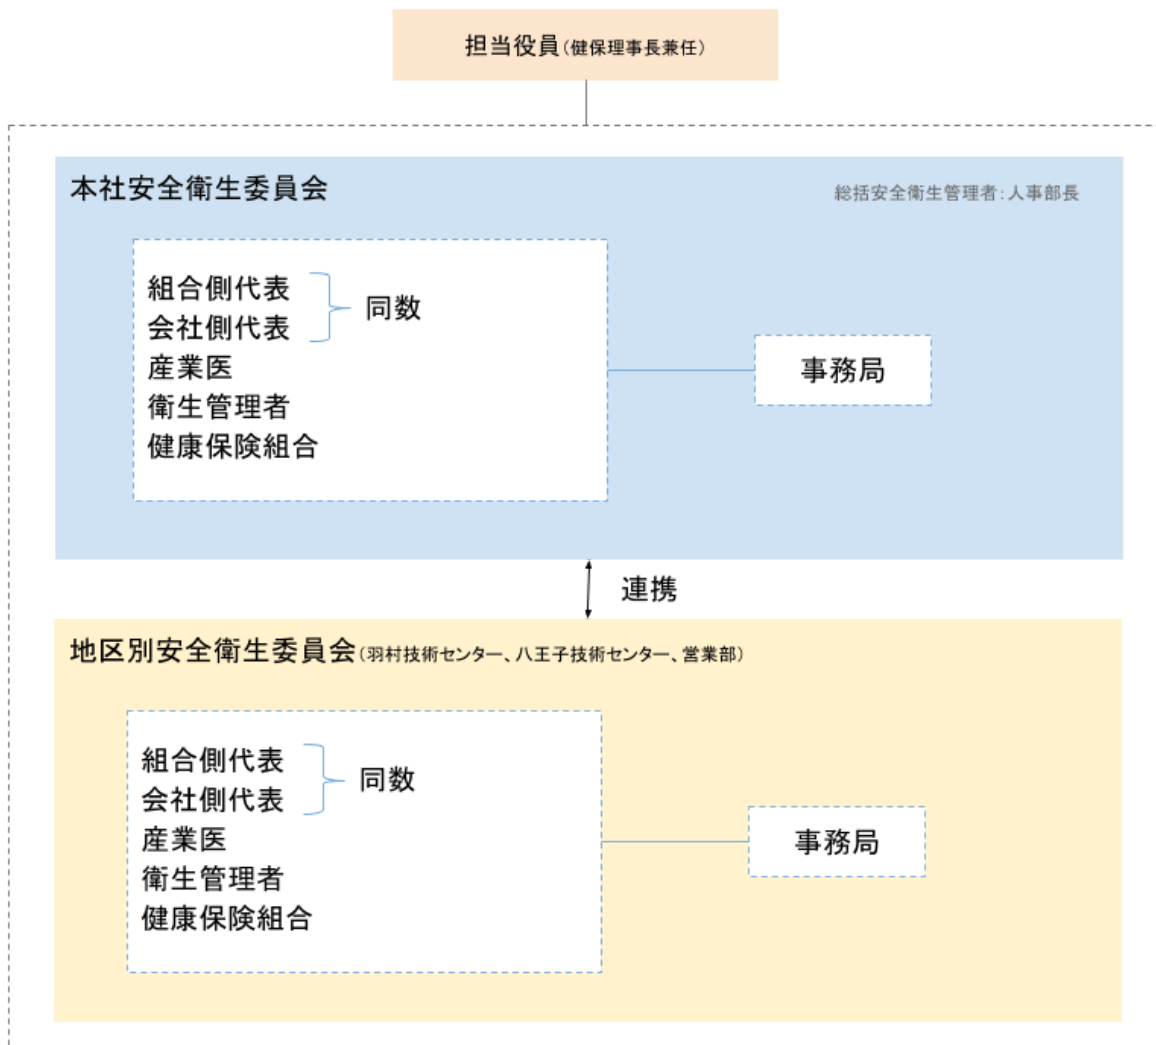 担当役員(健保理事長兼任)
本社安全衛生委員会
総括安全衛生管理者:人事部長
組合側代表
会社側代表
同数
産業医
衛生管理者
健康保険組合
事務局
連携
地区別安全衛生委員会(羽村技術センター、八王子技術センター、営業部)
組合側代表
会社側代表
同数
産業医
衛生管理者
健康保険組合
事務局